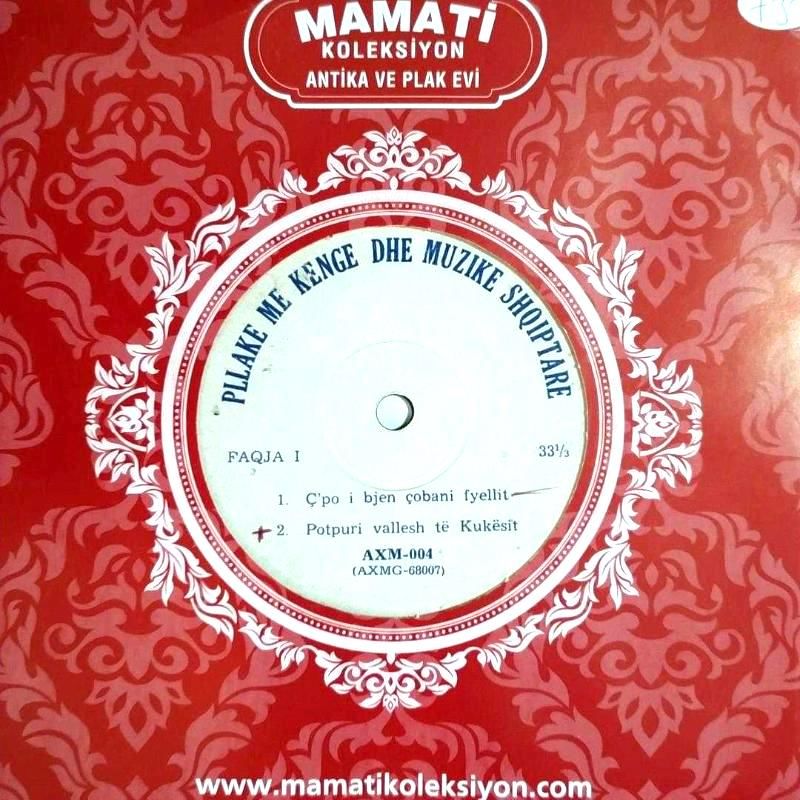 MAMATİ
KOLEKSİYON
ANTİKA VE PLAK EVİ
PLLAKE ME KËNGE DHE MUZIKE SHQIPTARE
FAQJA I
33⅓
1. Ç'po i bjen çobani fyellit
+ 2. Potpuri vallesh të Kukësit
AXM-004
(AXMG-68007)
www.mamatikoleksiyon.com